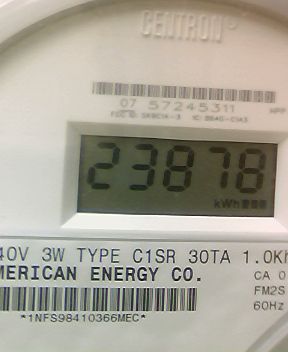 CENTRON®
07 57245311
23878
kWh
40V 3W TYPE C1SR 30TA 1.0Kh
MERICAN ENERGY CO.
CA 0
FM2S
60Hz
*1NFS98410366MEC*